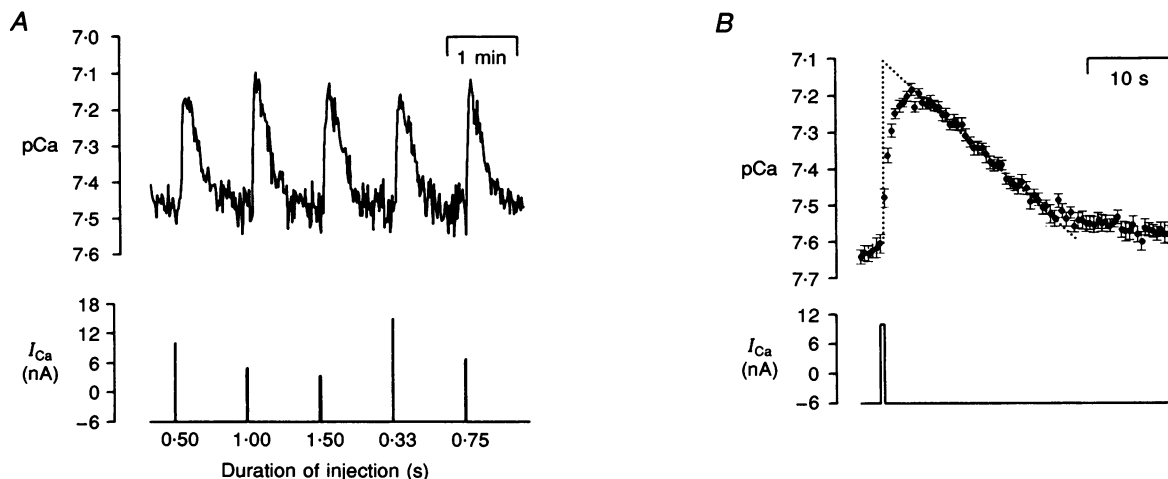 A
7·0
7·1
7·2
pCa 7·3
7·4
7·5
7·6
1 min
18
12
I Ca 6
(nA) 0
-6
0·50 1·00 1·50 0·33 0·75
Duration of injection (s)
B
7·1
7·2
7·3
pCa 7·4
7·5
7·6
7·7
10 s
12
I Ca 6
(nA) 0
-6